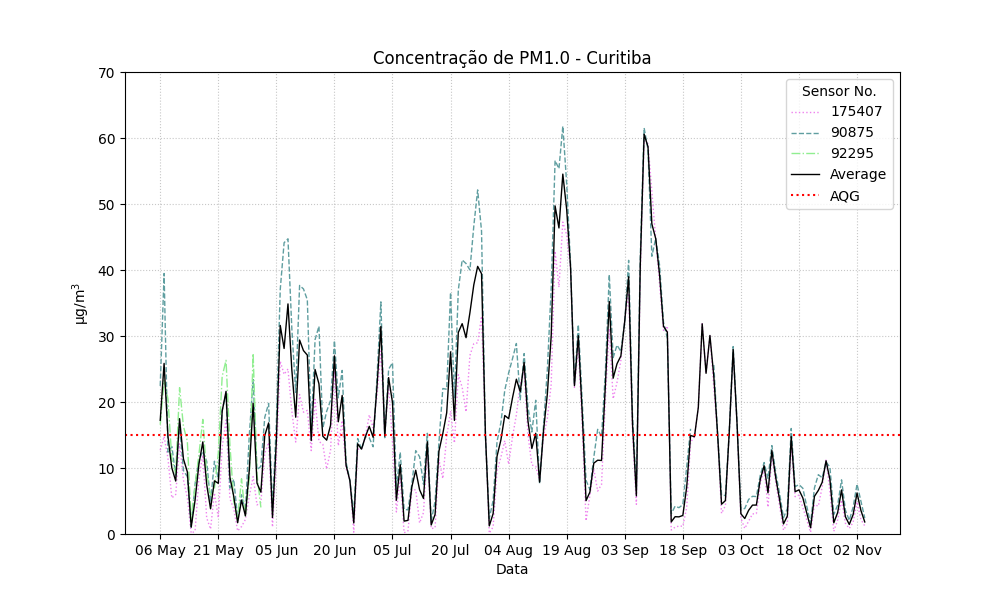 Concentração de PM1.0 - Curitiba
70
60
50
40
30
20
10
0
µg/m³
Sensor No.
175407
90875
92295
Average
AQG
06 May 21 May 05 Jun 20 Jun 05 Jul 20 Jul 04 Aug 19 Aug 03 Sep 18 Sep 03 Oct 18 Oct 02 Nov
Data